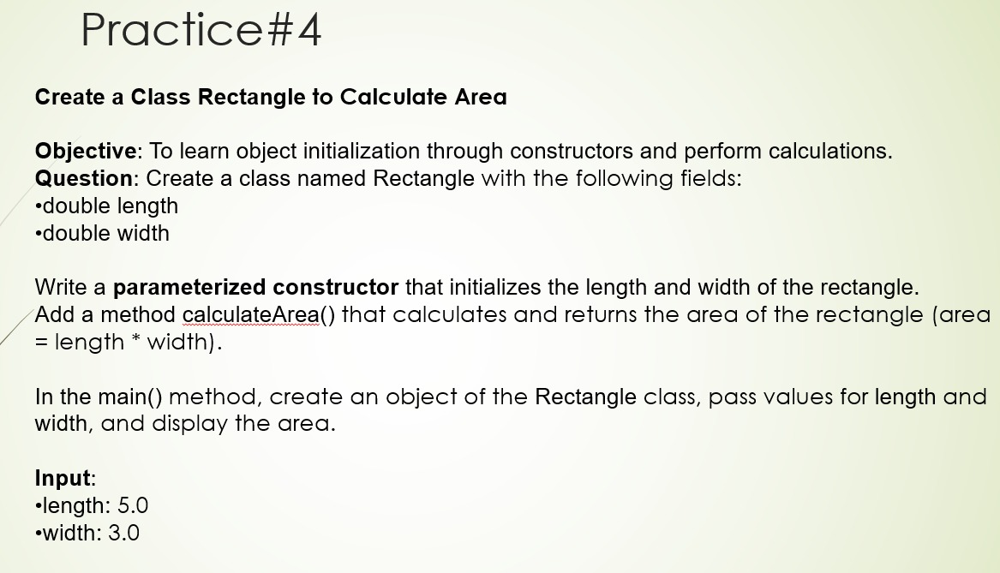 Practice#4
Create a Class Rectangle to Calculate Area
Objective: To learn object initialization through constructors and perform calculations.
Question: Create a class named Rectangle with the following fields:
•double length
•double width
Write a parameterized constructor that initializes the length and width of the rectangle.
Add a method calculateArea() that calculates and returns the area of the rectangle (area
= length * width).
In the main() method, create an object of the Rectangle class, pass values for length and
width, and display the area.
Input:
•length: 5.0
•width: 3.0